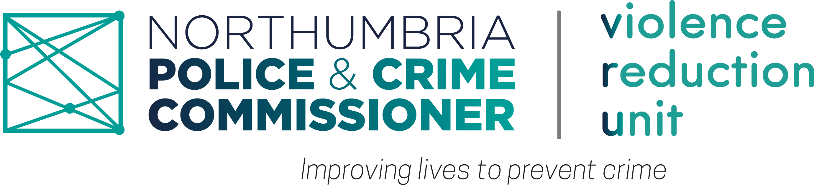 NORTHUMBRIA
POLICE & CRIME
COMMISSIONER
violence
reduction
unit
Improving lives to prevent crime